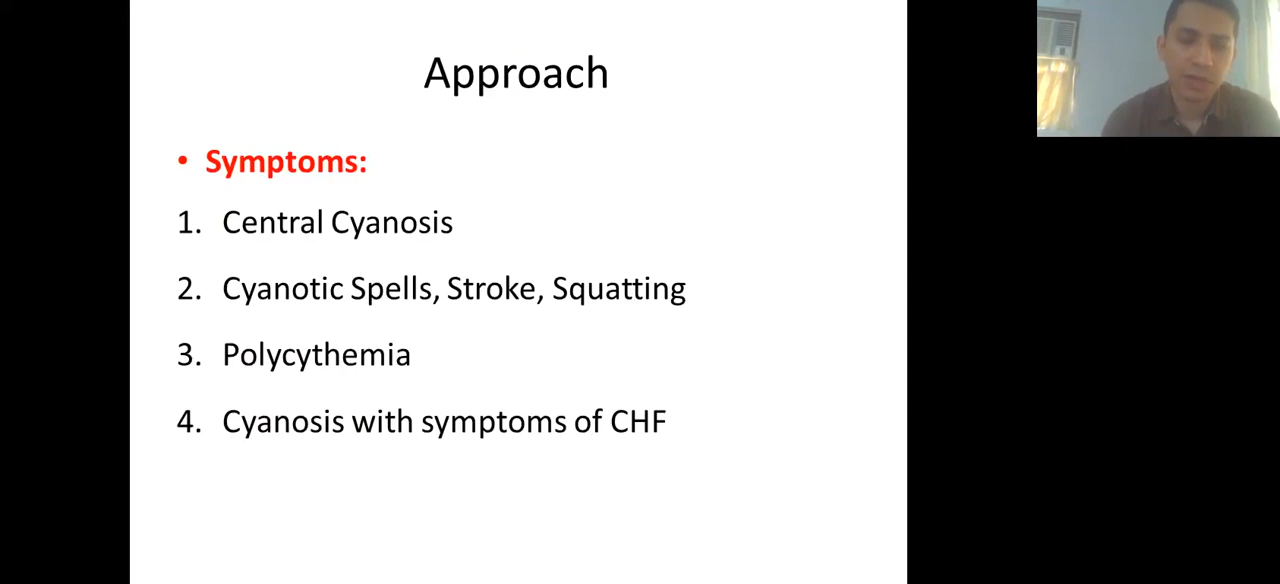 Approach
• Symptoms:
1. Central Cyanosis
2. Cyanotic Spells, Stroke, Squatting
3. Polycythemia
4. Cyanosis with symptoms of CHF